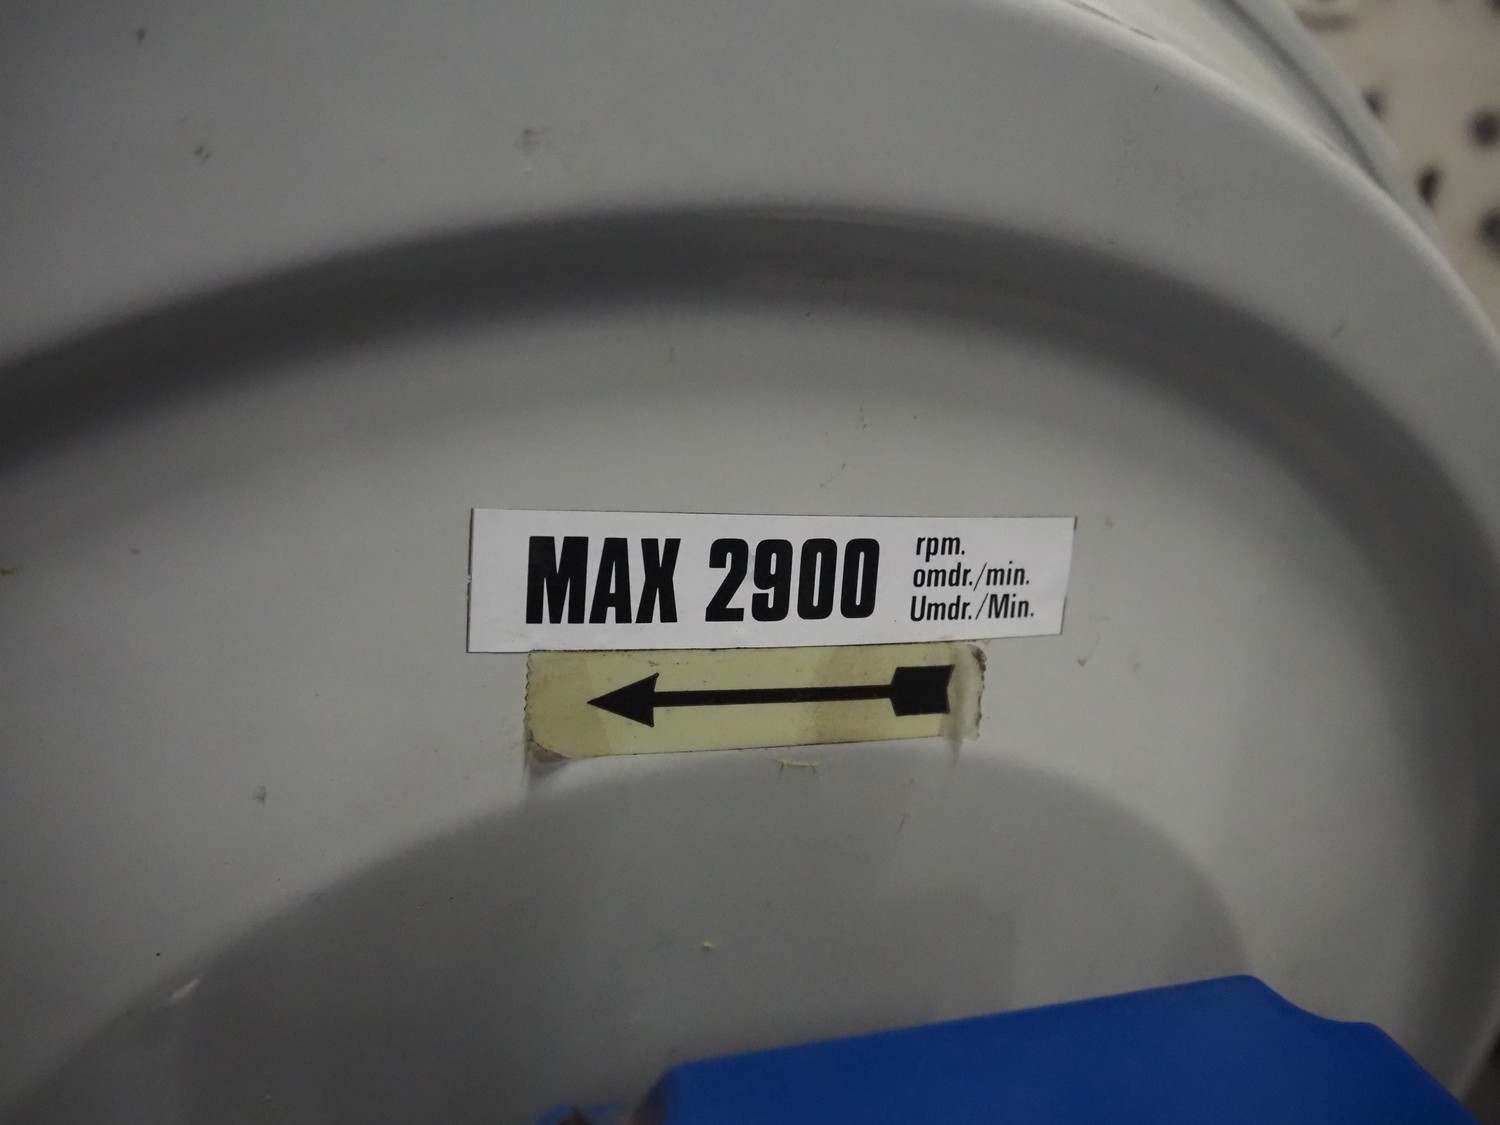 MAX 2900
rpm.
omdr./min.
Umdr./Min.